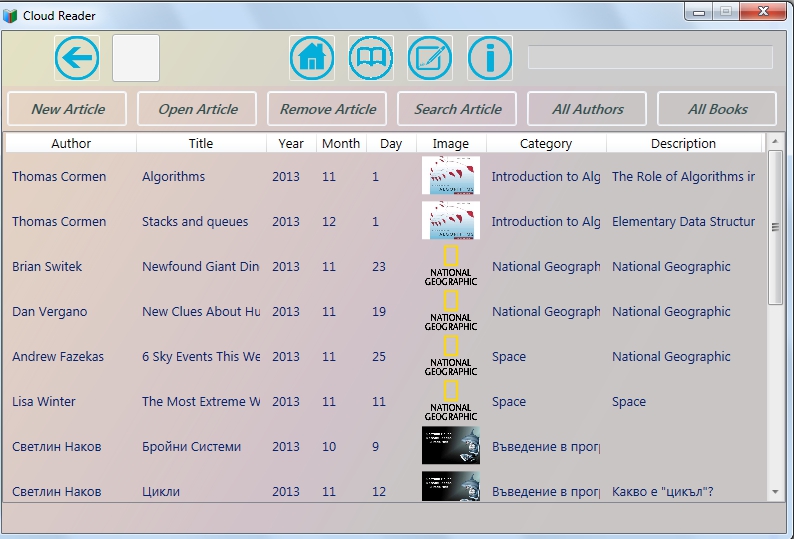 Cloud Reader
New Article Open Article Remove Article Search Article All Authors All Books
Author Title Year Month Day Image Category Description
Thomas Cormen Algorithms 2013 11 1 ALGORITHMS Introduction to Alg The Role of Algorithms in
Thomas Cormen Stacks and queues 2013 12 1 ALGORITHMS Introduction to Alg Elementary Data Structur
Brian Switek Newfound Giant Din 2013 11 23 NATIONAL GEOGRAPHIC National Geograph National Geographic
Dan Vergano New Clues About Hu 2013 11 19 NATIONAL GEOGRAPHIC National Geograph National Geographic
Andrew Fazekas 6 Sky Events This We 2013 11 25 NATIONAL GEOGRAPHIC Space National Geographic
Lisa Winter The Most Extreme W 2013 11 11 NATIONAL GEOGRAPHIC Space Space
Светлин Наков Бройни Системи 2013 10 9 Въведение в прог
Светлин Наков Цикли 2013 11 12 Въведение в прог Какво е "цикъл"?